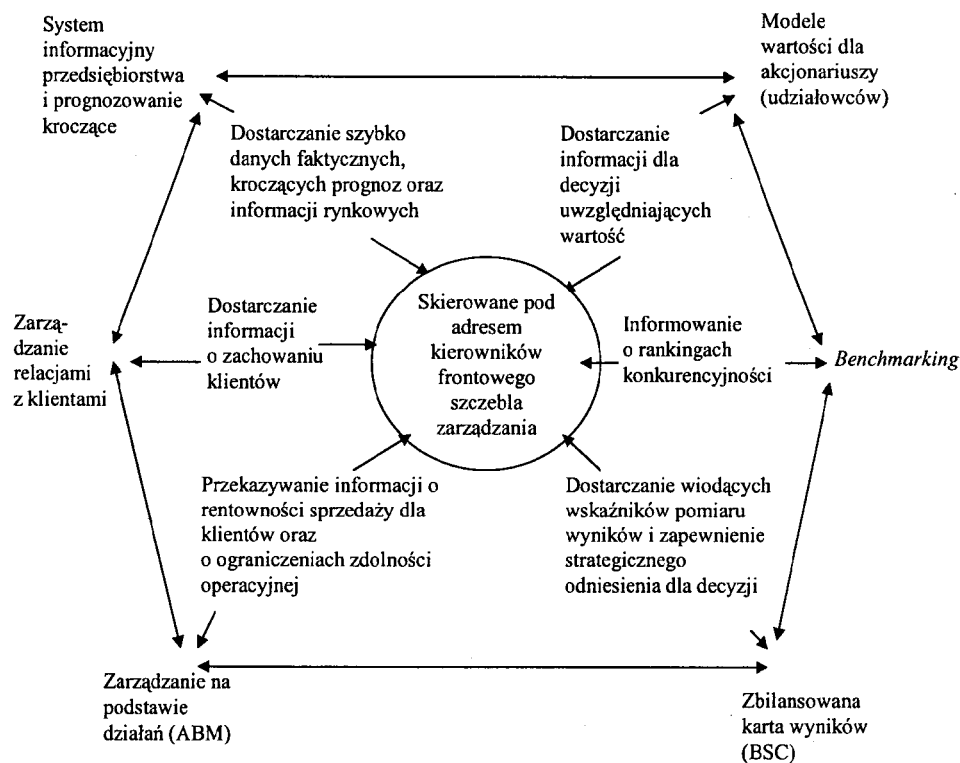 System
informacyjny
przedsiębiorstwa
i prognozowanie
kroczące
Modele
wartości dla
akcjonariuszy
(udziałowców)
Dostarczanie szybko
danych faktycznych,
kroczących prognoz oraz
informacji rynkowych
Dostarczanie
informacji dla
decyzji
uwzględniających
wartość
Zarzą-
dzanie
relacjami
z klientami
Dostarczanie
informacji
o zachowaniu
klientów
Skierowane pod
adresem
kierowników
frontowego
szczebla
zarządzania
Informowanie
o rankingach
konkurencyjności
Benchmarking
Przekazywanie informacji o
rentowności sprzedaży dla
klientów oraz
o ograniczeniach zdolności
operacyjnej
Dostarczanie wiodących
wskaźników pomiaru
wyników i zapewnienie
strategicznego
odniesienia dla decyzji
Zarządzanie na
podstawie
działań (ABM)
Zbilansowana
karta wyników
(BSC)